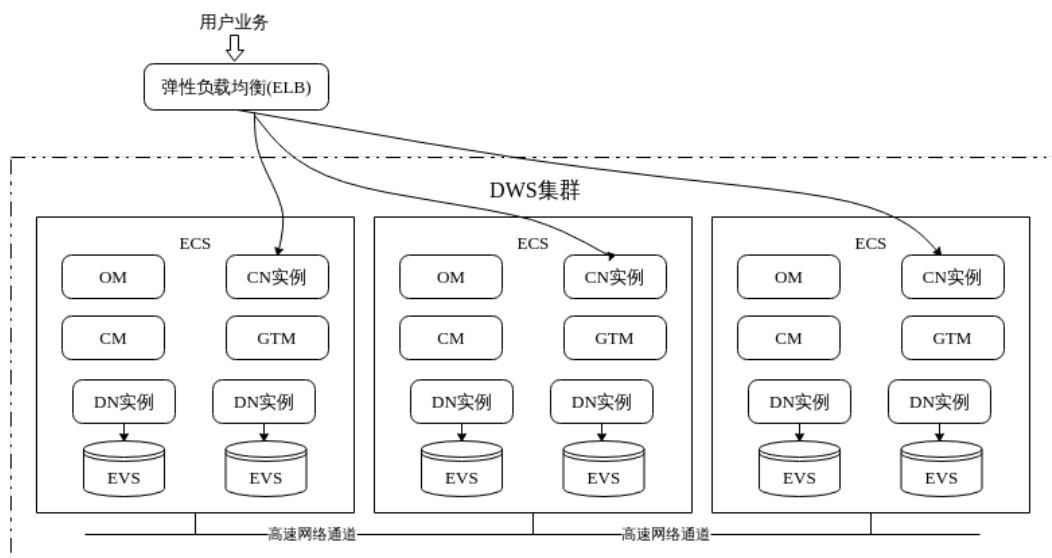 用户业务
弹性负载均衡(ELB)
DWS集群
ECS
ECS
ECS
OM
CN实例
OM
CN实例
OM
CN实例
CM
GTM
CM
GTM
CM
GTM
DN实例
DN实例
DN实例
DN实例
DN实例
DN实例
EVS
EVS
EVS
EVS
EVS
EVS
高速网络通道
高速网络通道